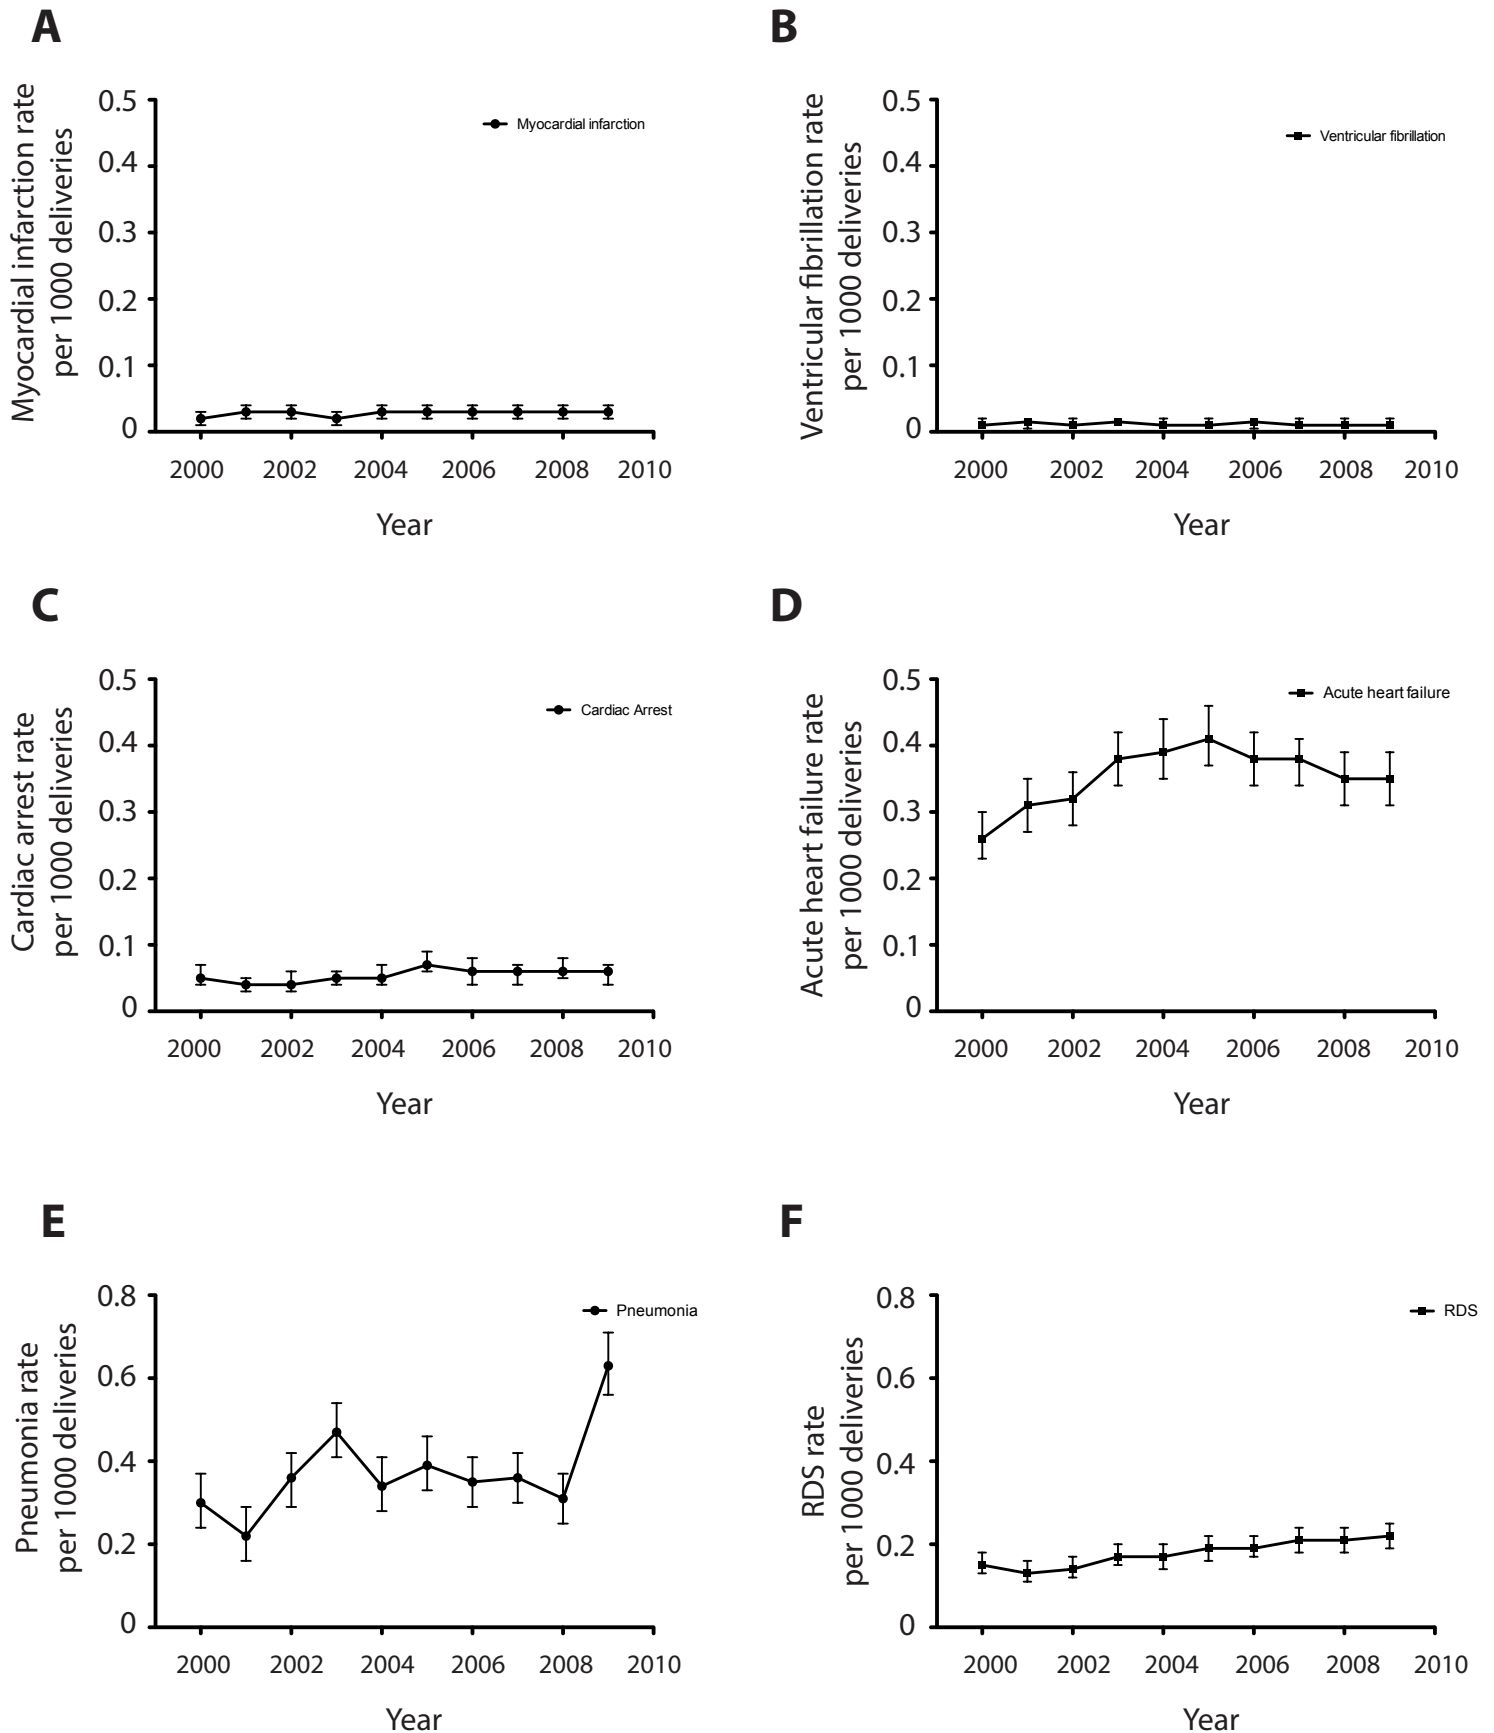 A
Myocardial infarction rate
per 1000 deliveries
0.5
0.4
0.3
0.2
0.1
0
Myocardial infarction
2000 2002 2004 2006 2008 2010
Year
B
Ventricular fibrillation rate
per 1000 deliveries
0.5
0.4
0.3
0.2
0.1
0
Ventricular fibrillation
2000 2002 2004 2006 2008 2010
Year
C
Cardiac arrest rate
per 1000 deliveries
0.5
0.4
0.3
0.2
0.1
0
Cardiac Arrest
2000 2002 2004 2006 2008 2010
Year
D
Acute heart failure rate
per 1000 deliveries
0.5
0.4
0.3
0.2
0.1
0
Acute heart failure
2000 2002 2004 2006 2008 2010
Year
E
Pneumonia rate
per 1000 deliveries
0.8
0.6
0.4
0.2
0
Pneumonia
2000 2002 2004 2006 2008 2010
Year
F
RDS rate
per 1000 deliveries
0.8
0.6
0.4
0.2
0
RDS
2000 2002 2004 2006 2008 2010
Year